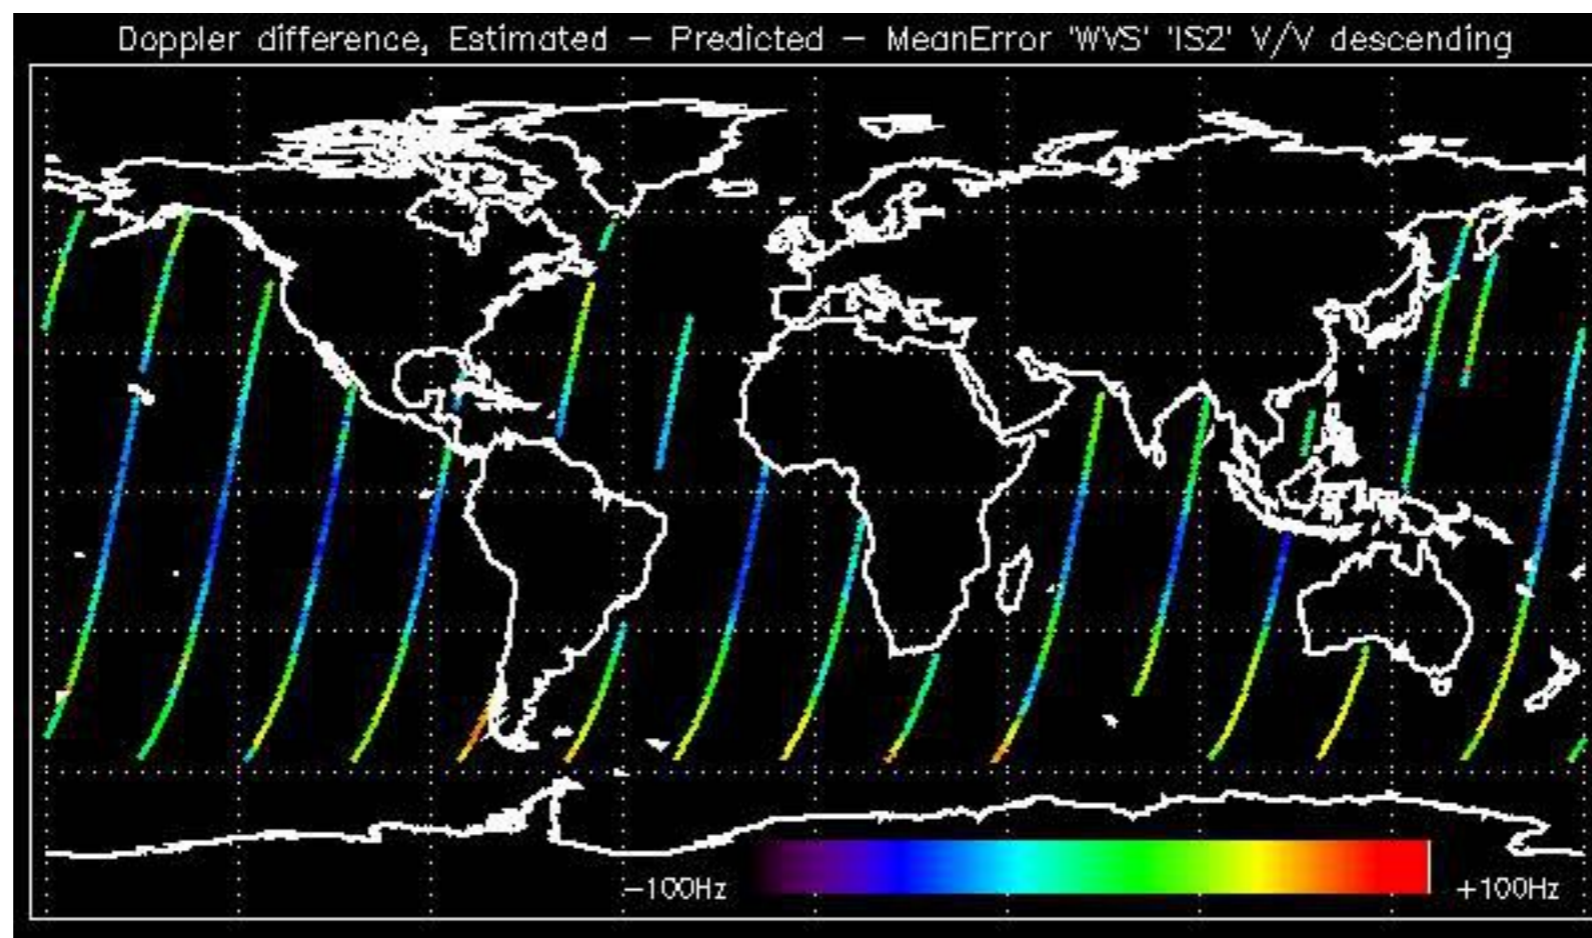 Doppler difference, Estimated – Predicted – MeanError 'WVS' 'IS2' V/V descending
-100Hz +100Hz